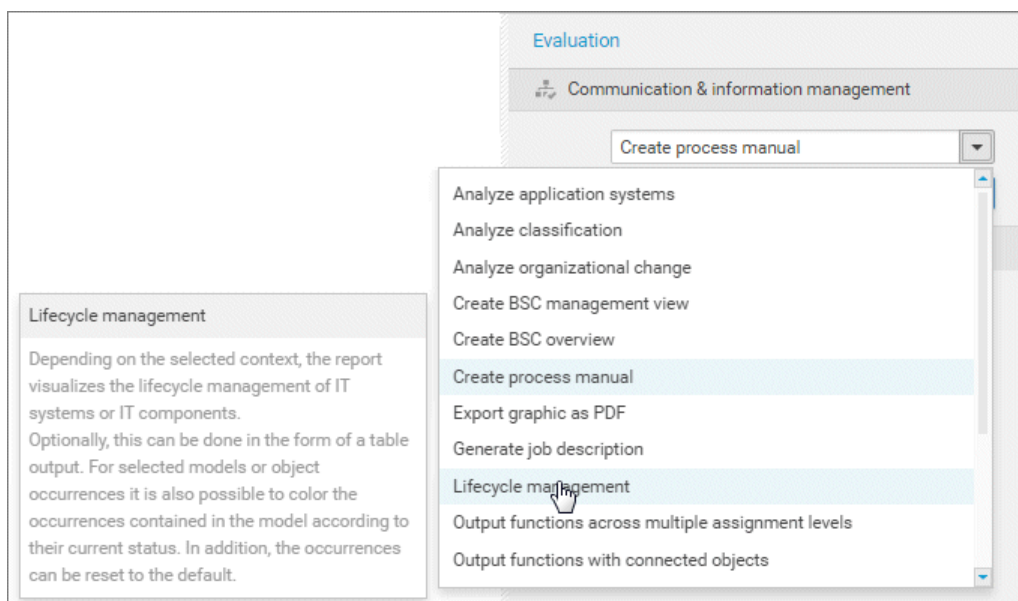 Evaluation
Communication & information management
Create process manual
Analyze application systems
Analyze classification
Analyze organizational change
Create BSC management view
Create BSC overview
Create process manual
Export graphic as PDF
Generate job description
Lifecycle management
Output functions across multiple assignment levels
Output functions with connected objects
Lifecycle management
Depending on the selected context, the report
visualizes the lifecycle management of IT
systems or IT components.
Optionally, this can be done in the form of a table
output. For selected models or object
occurrences it is also possible to color the
occurrences contained in the model according to
their current status. In addition, the occurrences
can be reset to the default.